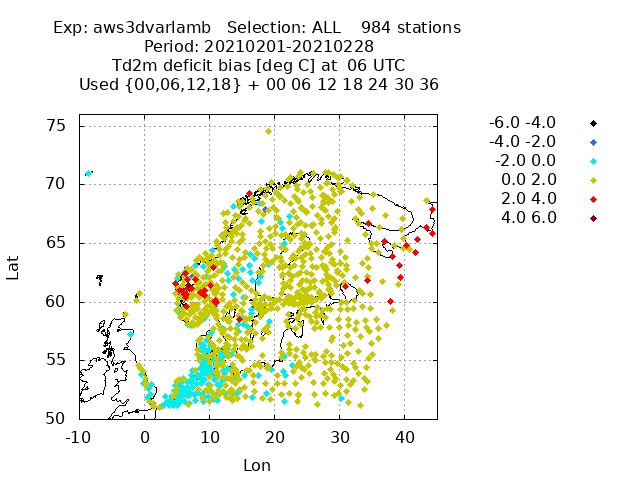 Exp: aws3dvarlamb   Selection: ALL    984 stations
Period: 20210201-20210228
Td2m deficit bias [deg C] at  06 UTC
Used {00,06,12,18} + 00 06 12 18 24 30 36
-6.0 -4.0
-4.0 -2.0
-2.0 0.0
0.0 2.0
2.0 4.0
4.0 6.0
75
70
65
60
55
50
Lat
-10 0 10 20 30 40
Lon